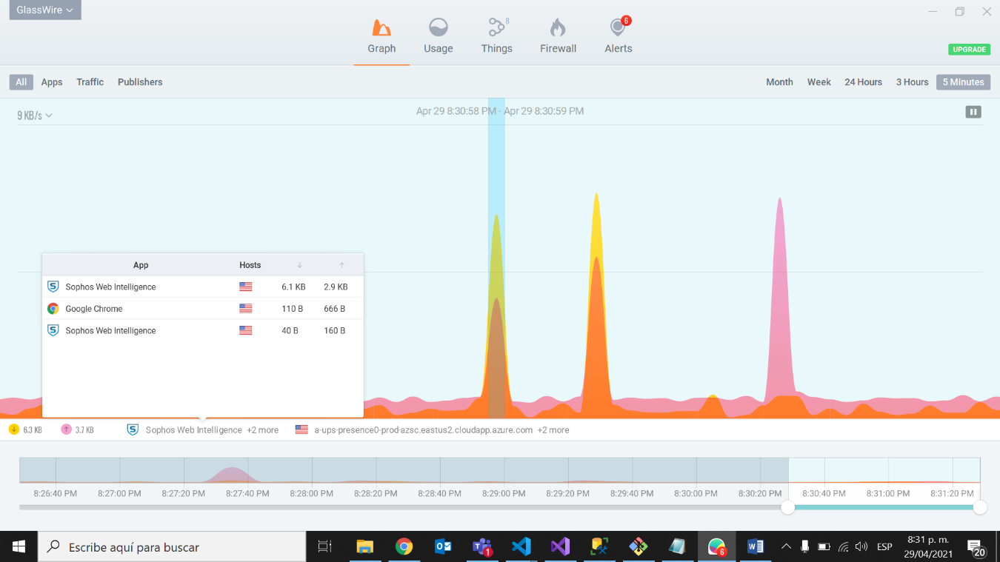 GlassWire
8
6
Graph
Usage
Things
Firewall
Alerts
UPGRADE
All
Apps
Traffic
Publishers
Month
Week
24 Hours
3 Hours
5 Minutes
9 KB/s
Apr 29 8:30:58 PM - Apr 29 8:30:59 PM
App Hosts ↓ ↑
Sophos Web Intelligence 6.1 KB 2.9 KB
Google Chrome 110 B 666 B
Sophos Web Intelligence 40 B 160 B
↓ 6.3 KB ↑ 3.7 KB Sophos Web Intelligence +2 more a-ups-presence0-prod-azsc.eastus2.cloudapp.azure.com +2 more
8:26:40 PM 8:27:00 PM 8:27:20 PM 8:27:40 PM 8:28:00 PM 8:28:20 PM 8:28:40 PM 8:29:00 PM 8:29:20 PM 8:29:40 PM 8:30:00 PM 8:30:20 PM 8:30:40 PM 8:31:00 PM 8:31:20 PM
Escribe aquí para buscar
1
6
ESP
8:31 p. m.
29/04/2021
20